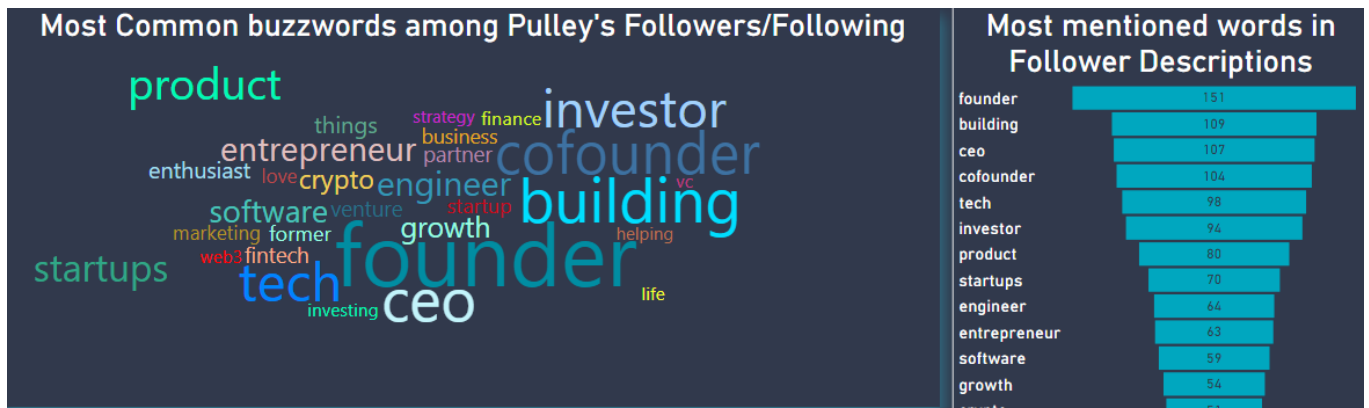 Most Common buzzwords among Pulley's Followers/Following
product
investor
strategy finance
things
business
entrepreneur
partner
cofounder
enthusiast
love
crypto
engineer
vc
building
software
venture
startup
growth
marketing
former
helping
founder
web3
fintech
startups
tech
ceo
life
investing
Most mentioned words in
Follower Descriptions
founder 151
building 109
ceo 107
cofounder 104
tech 98
investor 94
product 80
startups 70
engineer 64
entrepreneur 63
software 59
growth 54